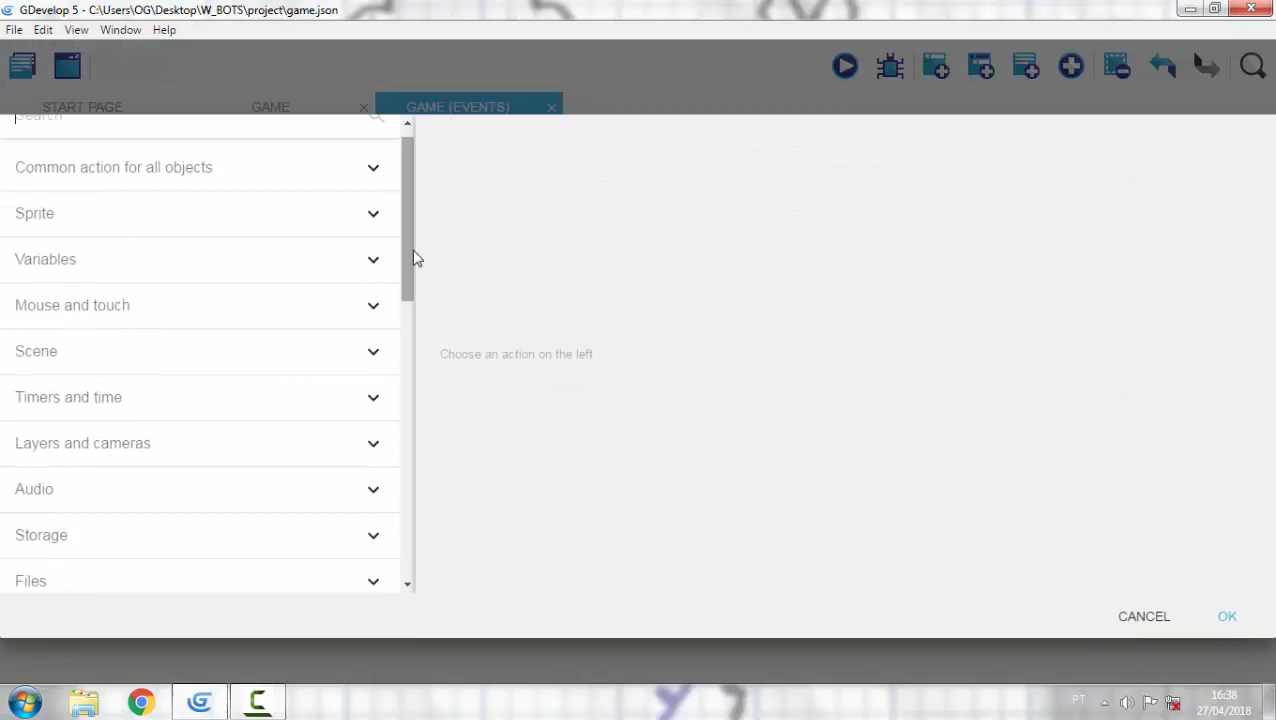 GDevelop 5 - C:\Users\OG\Desktop\W_BOTS\project\game.json
File Edit View Window Help
START PAGE GAME GAME (EVENTS)
Search
Common action for all objects
Sprite
Variables
Mouse and touch
Scene
Choose an action on the left
Timers and time
Layers and cameras
Audio
Storage
Files
CANCEL OK
PT
16:38
27/04/2018